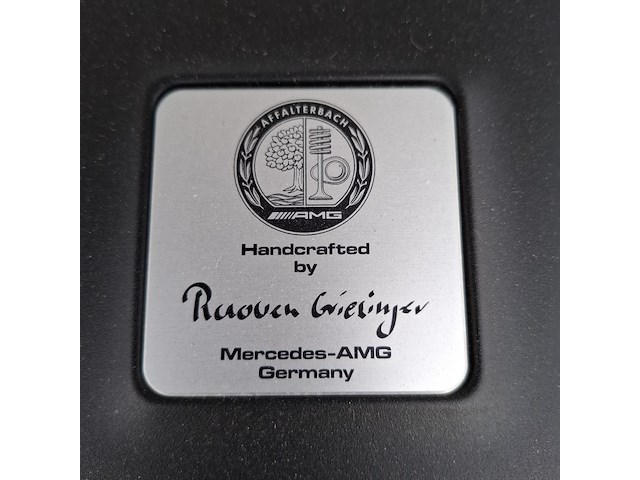 AFFALTERBACH
AMG
Handcrafted
by
Mercedes-AMG
Germany